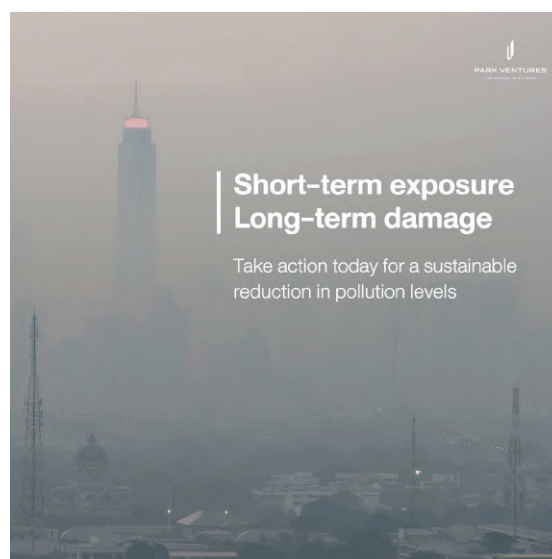 PARK VENTURES
Short-term exposure
Long-term damage
Take action today for a sustainable
reduction in pollution levels